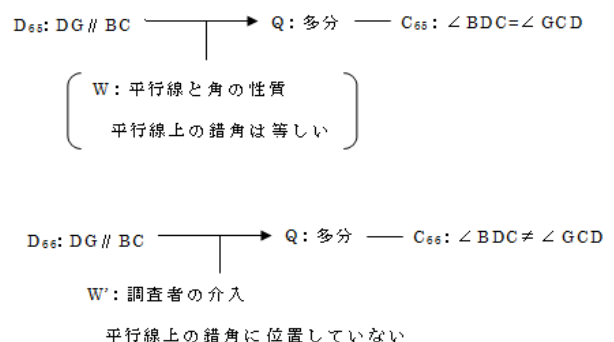 D₆₅: DG∥BC Q:多分 C₆₅:∠BDC=∠GCD
W:平行線と角の性質
平行線上の錯角は等しい
D₆₆: DG∥BC Q:多分 C₆₆:∠BDC≠∠GCD
W':調査者の介入
平行線上の錯角に位置していない